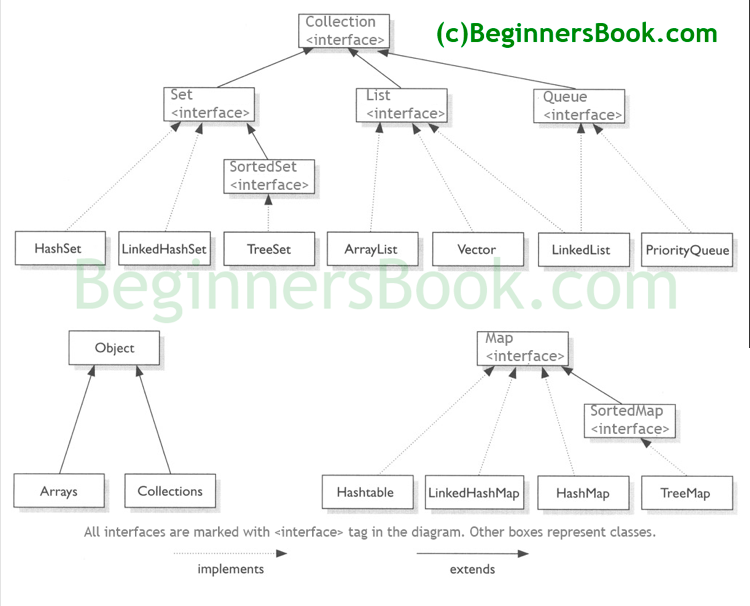 Collection
<interface>
(c)BeginnersBook.com
Set
<interface>
List
<interface>
Queue
<interface>
SortedSet
<interface>
HashSet
LinkedHashSet
TreeSet
ArrayList
Vector
LinkedList
PriorityQueue
BeginnersBook.com
Object
Map
<interface>
SortedMap
<interface>
Arrays
Collections
Hashtable
LinkedHashMap
HashMap
TreeMap
All interfaces are marked with <interface> tag in the diagram. Other boxes represent classes.
implements
extends